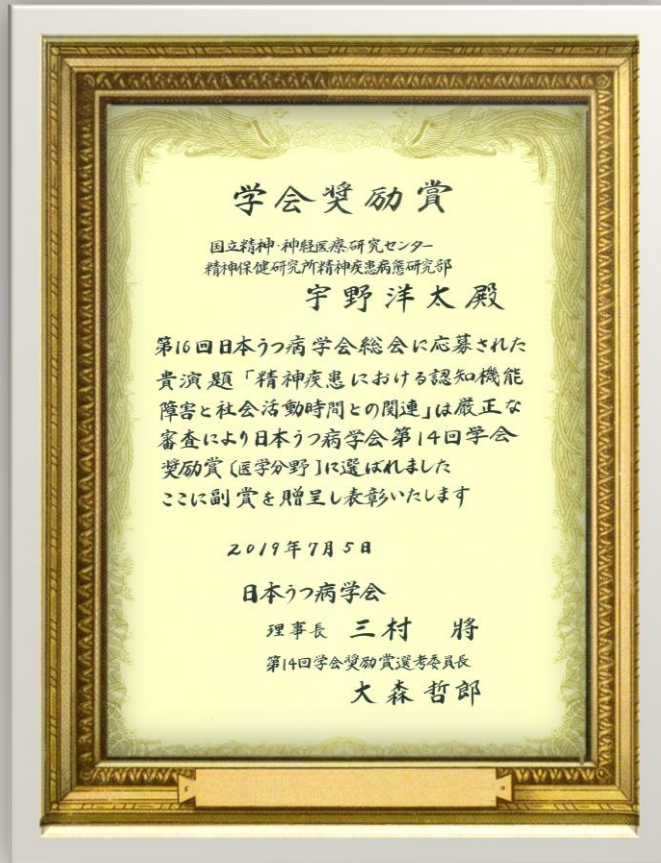 学会奨励賞
国立精神・神経医療研究センター
精神保健研究所精神疾患病態研究部
宇野洋太殿
第16回日本うつ病学会総会に応募された
貴演題「精神疾患における認知機能
障害と社会活動時間との関連」は厳正な
審査により日本うつ病学会第14回学会
奨励賞〔医学分野〕に選ばれました
ここに副賞を贈呈し表彰いたします
2019年7月5日
日本うつ病学会
理事長 三村 將
第14回学会奨励賞選考委員長
大森哲郎